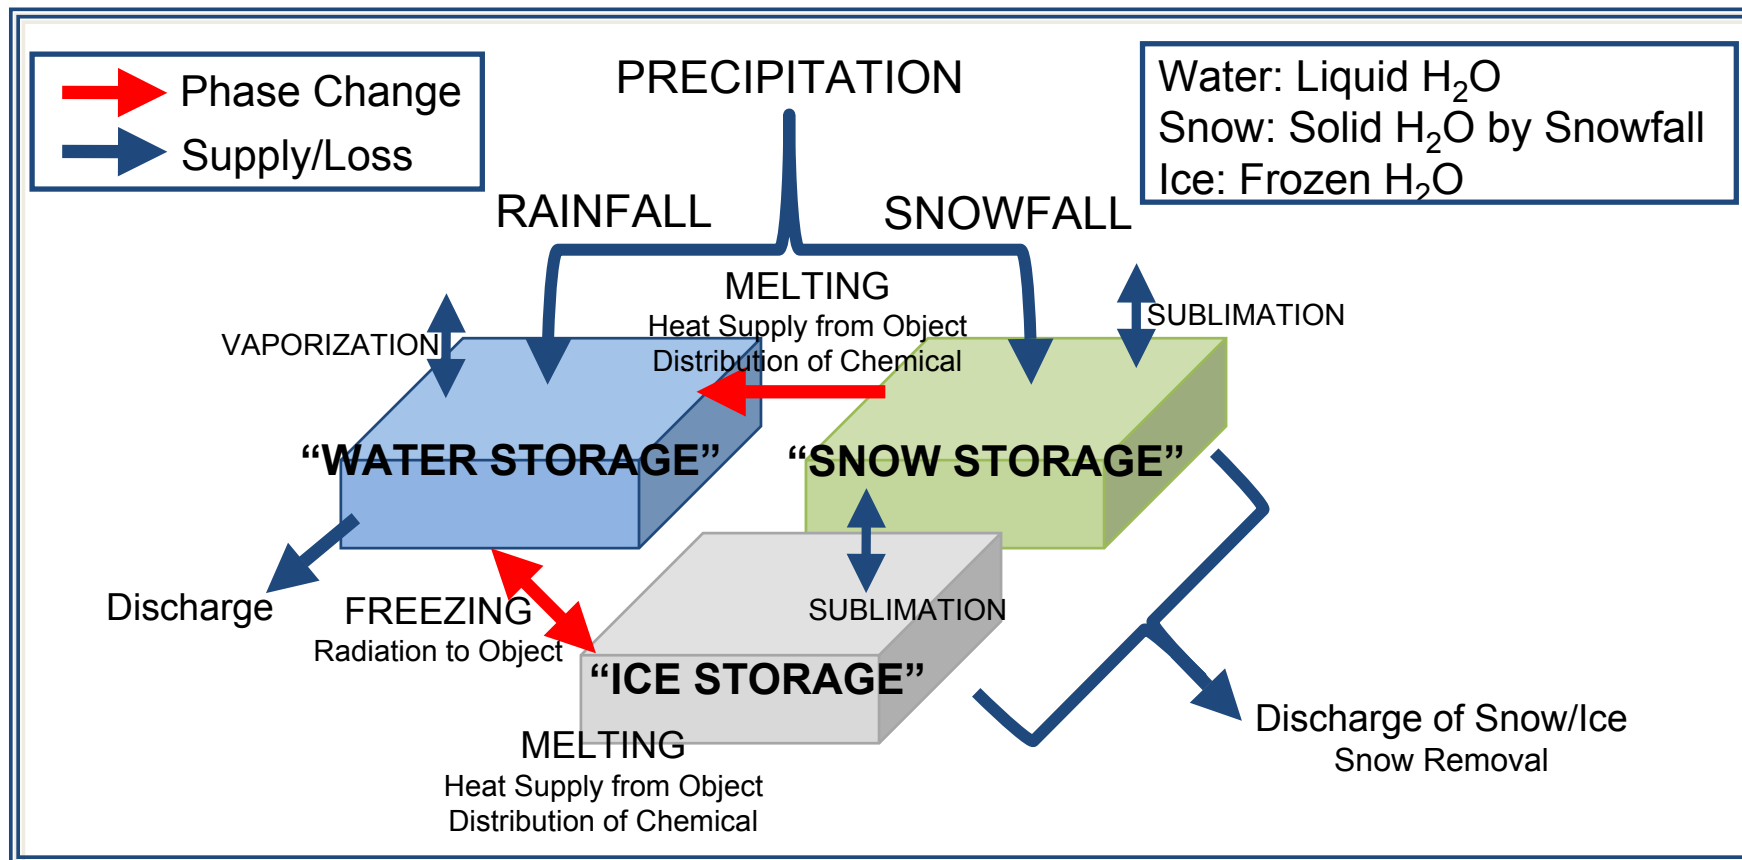 Phase Change
Supply/Loss
PRECIPITATION
Water: Liquid H₂O
Snow: Solid H₂O by Snowfall
Ice: Frozen H₂O
RAINFALL
SNOWFALL
MELTING
Heat Supply from Object
Distribution of Chemical
VAPORIZATION
SUBLIMATION
“WATER STORAGE”
“SNOW STORAGE”
Discharge
FREEZING
Radiation to Object
SUBLIMATION
“ICE STORAGE”
MELTING
Heat Supply from Object
Distribution of Chemical
Discharge of Snow/Ice
Snow Removal